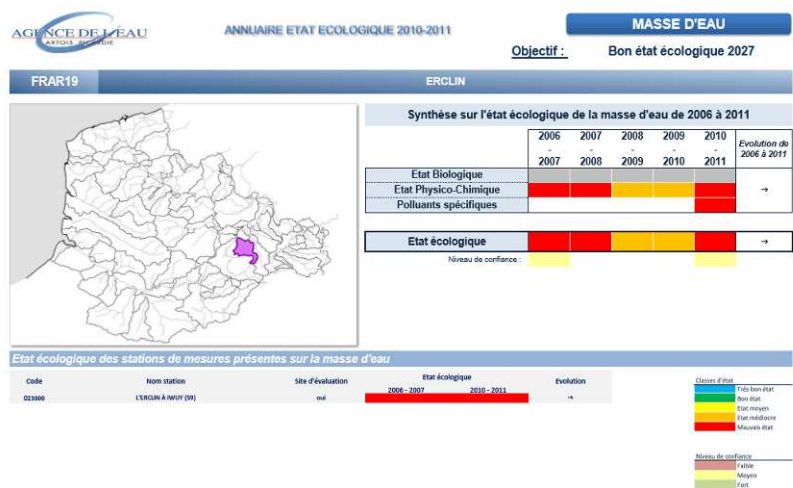 AGENCE DE L'EAU
ARTOIS PICARDIE
ANNUAIRE ETAT ECOLOGIQUE 2010-2011
MASSE D'EAU
Objectif : Bon état écologique 2027
FRAR19 ERCLIN
Synthèse sur l'état écologique de la masse d'eau de 2006 à 2011
2006 - 2007 2007 - 2008 2008 - 2009 2009 - 2010 2010 - 2011 Evolution de 2006 à 2011
Etat Biologique
Etat Physico-Chimique →
Polluants spécifiques
Etat écologique →
Niveau de confiance :
Etat écologique des stations de mesures présentes sur la masse d'eau
Code Nom station Site d'évaluation Etat écologique Evolution
2006 - 2007 2010 - 2011
023000 L'ERCLIN À IWUY (59) oui →
Classes d'état
Très bon état
Bon état
Etat moyen
Etat médiocre
Mauvais état
Niveau de confiance
Faible
Moyen
Fort